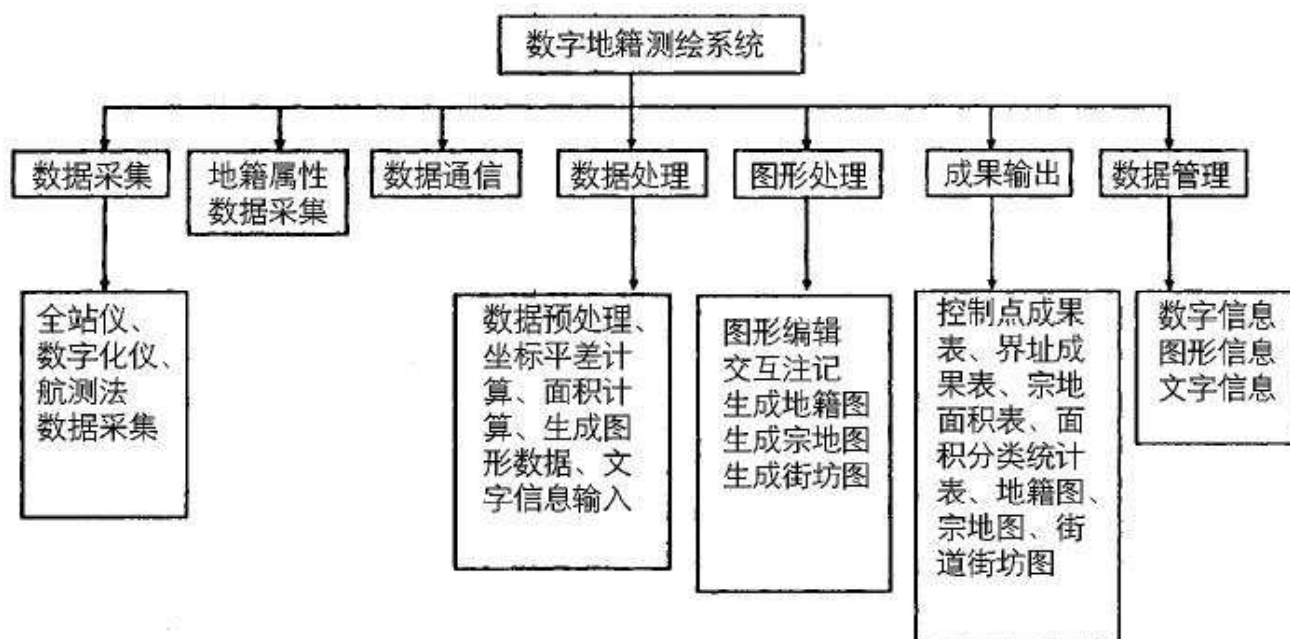 数字地籍测绘系统
数据采集
地籍属性
数据采集
数据通信
数据处理
图形处理
成果输出
数据管理
全站仪、
数字化仪、
航测法
数据采集
数据预处理、
坐标平差计
算、面积计
算、生成图
形数据、文
字信息输入
图形编辑
交互注记
生成地籍图
生成宗地图
生成街坊图
控制点成果
表、界址成
果表、宗地
面积表、面
积分类统计
表、地籍图、
宗地图、街
道街坊图
数字信息
图形信息
文字信息